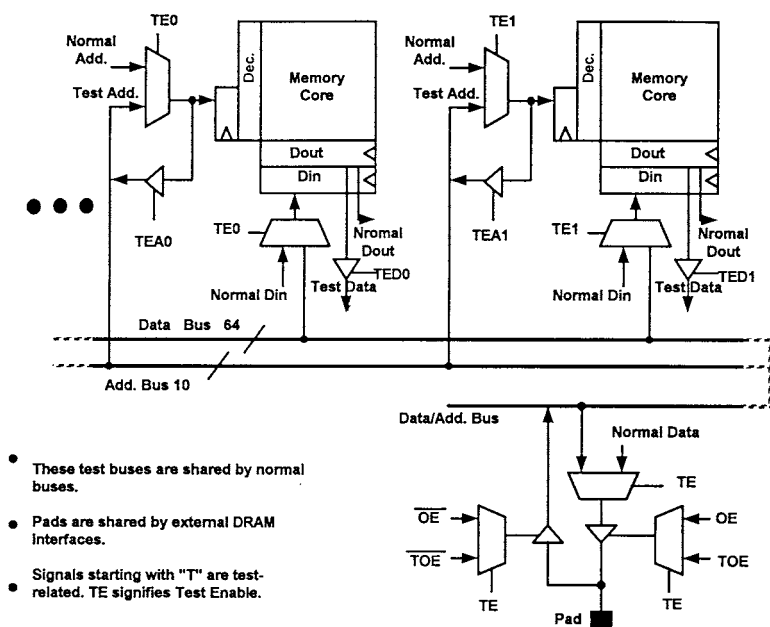 TE0
Normal
Add.
Test Add.
Dec.
Memory
Core
Dout
Din
TEA0
TE0
Nromal
Dout
TED0
Normal Din
Test Data
TE1
Normal
Add.
Test Add.
Dec.
Memory
Core
Dout
Din
TEA1
TE1
Nromal
Dout
TED1
Normal Din
Test Data
Data Bus 64
Add. Bus 10
Data/Add. Bus
Normal Data
TE
OE
TOE
TE
OE
TOE
TE
Pad
• These test buses are shared by normal
buses.
• Pads are shared by external DRAM
interfaces.
• Signals starting with "T" are test-
related. TE signifies Test Enable.